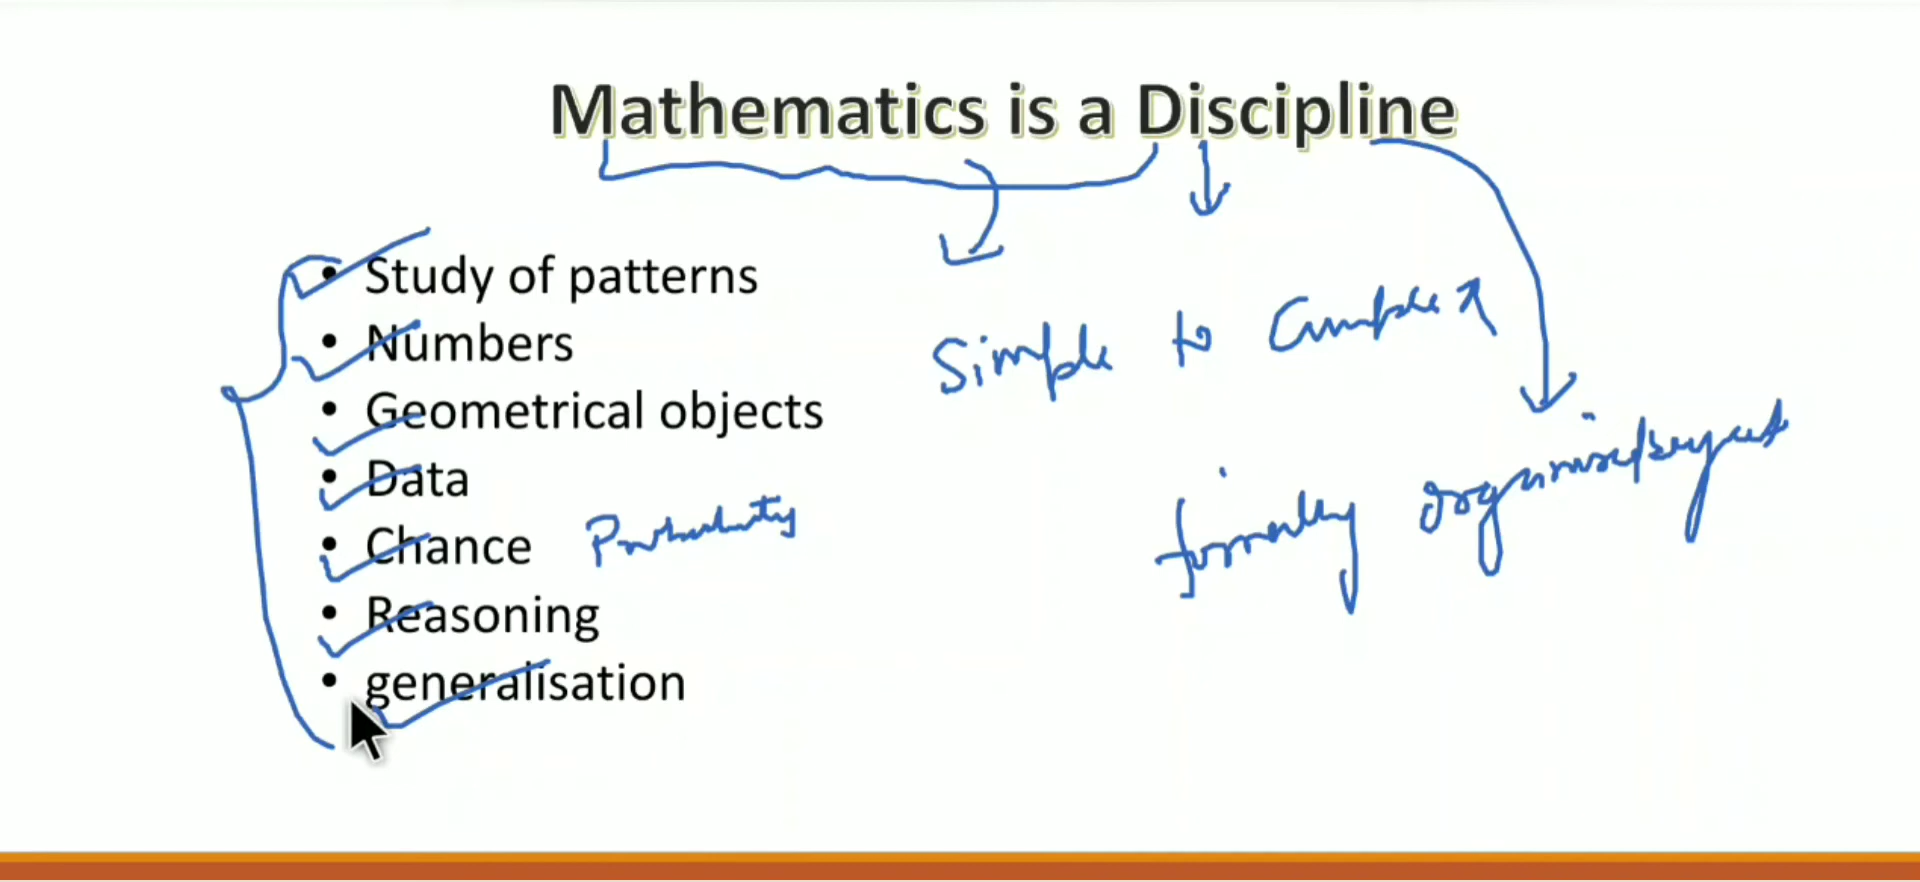 Mathematics is a Discipline
• Study of patterns
• Numbers
• Geometrical objects
• Data
• Chance Probability
• Reasoning
• generalisation
Simple to Complex
formally organised